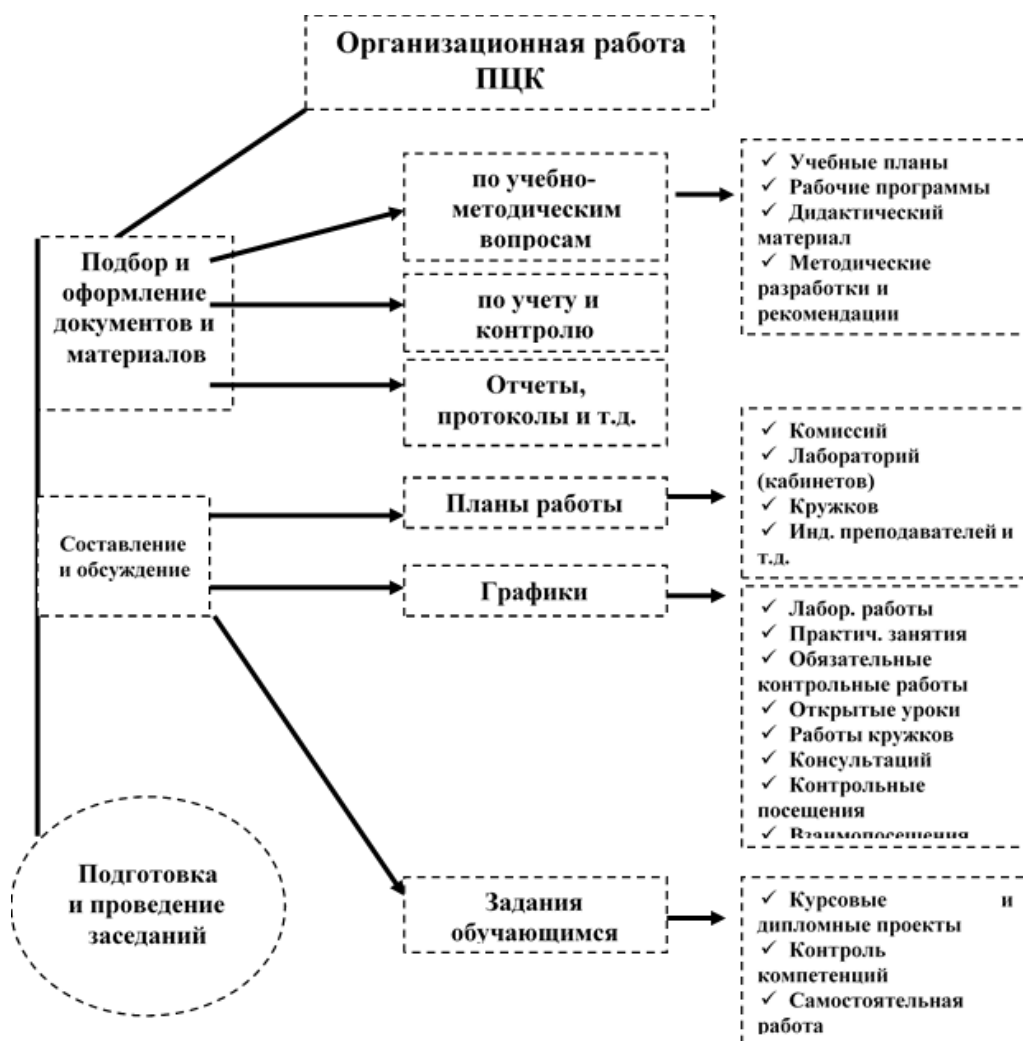 Организационная работа
ПЦК
Подбор и
оформление
документов и
материалов
по учебно-
методическим
вопросам
✓ Учебные планы
✓ Рабочие программы
✓ Дидактический
материал
✓ Методические
разработки и
рекомендации
по учету и
контролю
Отчеты,
протоколы и т.д.
Составление
и обсуждение
Планы работы
✓ Комиссий
✓ Лабораторий
(кабинетов)
✓ Кружков
✓ Инд. преподавателей и
т.д.
Графики
✓ Лабор. работы
✓ Практич. занятия
✓ Обязательные
контрольные работы
✓ Открытые уроки
✓ Работы кружков
✓ Консультаций
✓ Контрольные
посещения
✓ Взаимопосещения
Задания
обучающимся
✓ Курсовые и
дипломные проекты
✓ Контроль
компетенций
✓ Самостоятельная
работа
Подготовка
и проведение
заседаний